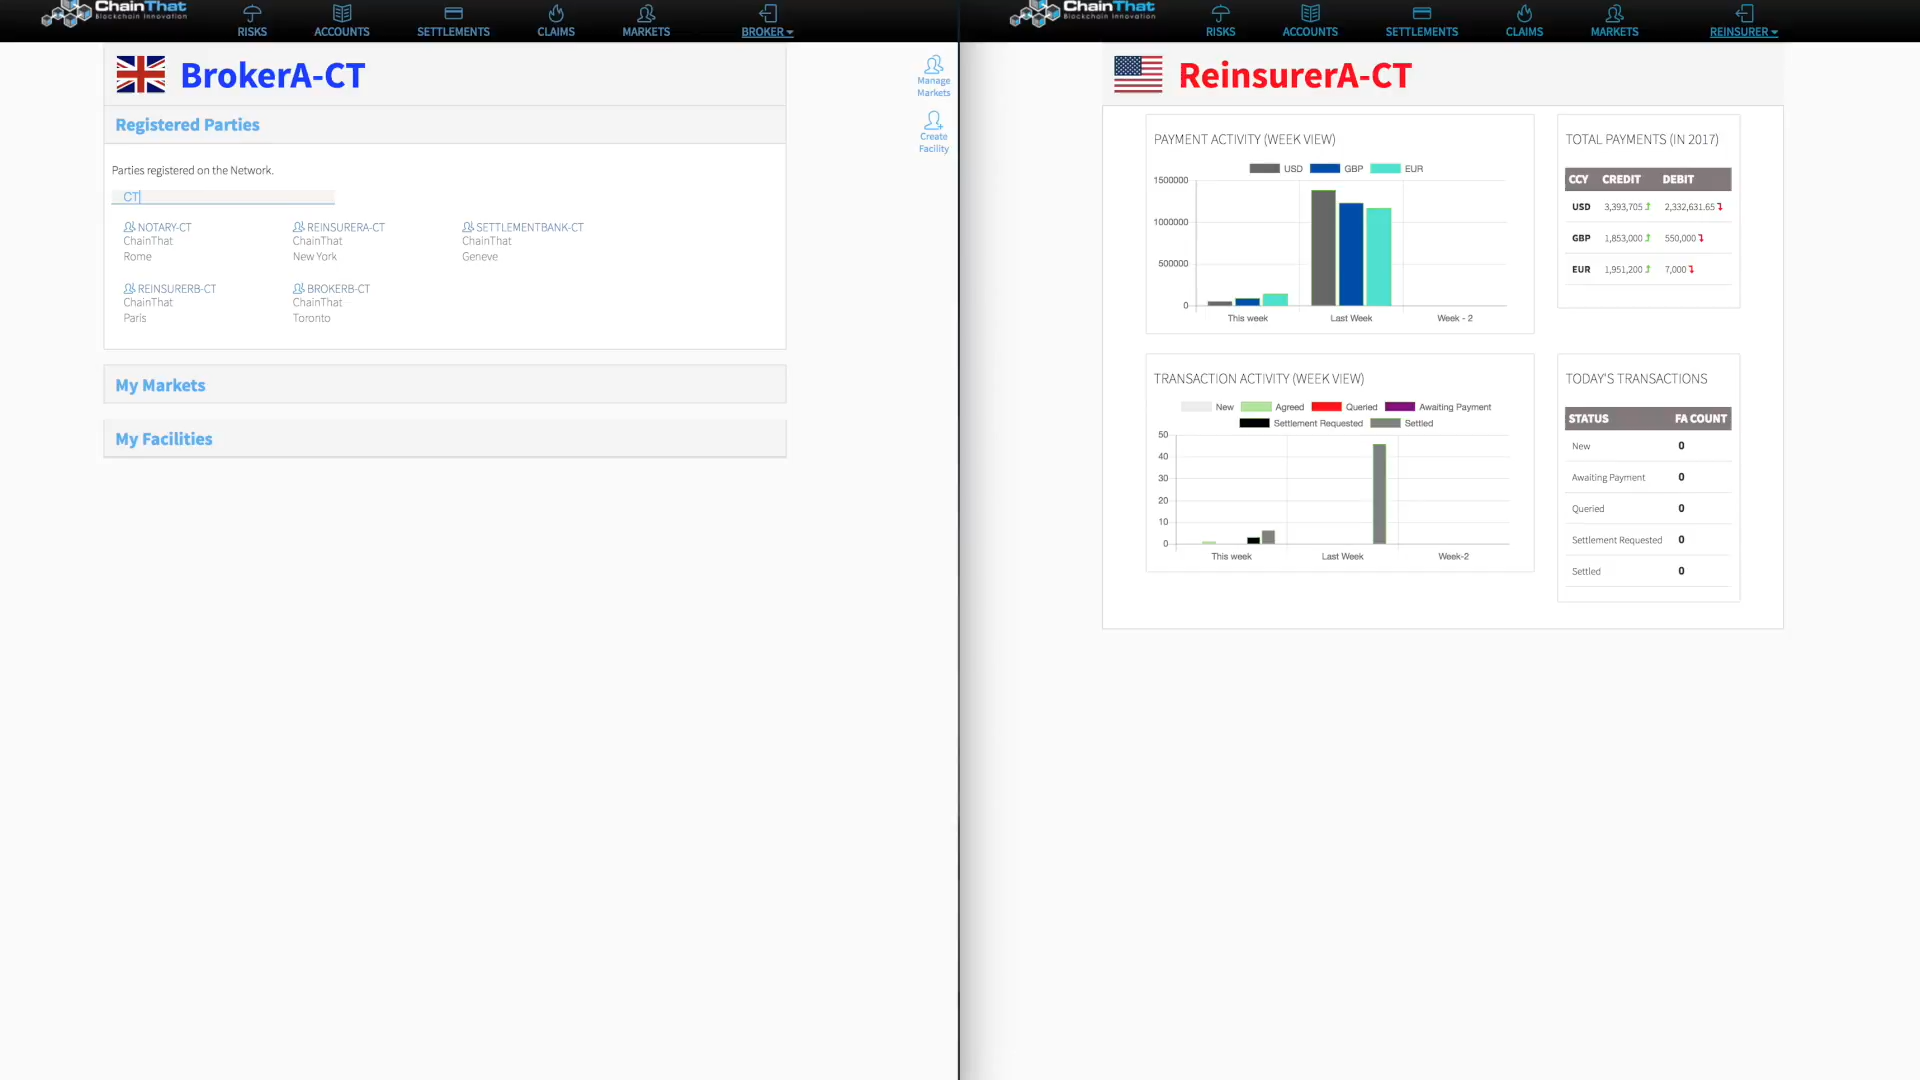 ChainThat
Blockchain Innovation
RISKS
ACCOUNTS
SETTLEMENTS
CLAIMS
MARKETS
BROKER
BrokerA-CT
Manage
Markets
Create
Facility
Registered Parties
Parties registered on the Network.
CT
NOTARY-CT
ChainThat
Rome
REINSURERA-CT
ChainThat
New York
SETTLEMENTBANK-CT
ChainThat
Geneve
REINSURERB-CT
ChainThat
Paris
BROKERB-CT
ChainThat
Toronto
My Markets
My Facilities
ChainThat
Blockchain Innovation
RISKS
ACCOUNTS
SETTLEMENTS
CLAIMS
MARKETS
REINSURER
ReinsurerA-CT
PAYMENT ACTIVITY (WEEK VIEW)
USD GBP EUR
1500000
1000000
500000
0
This week Last Week Week - 2
TOTAL PAYMENTS (IN 2017)
CCY CREDIT DEBIT
USD 3,393,705 2,332,631.65
GBP 1,853,000 550,000
EUR 1,951,200 7,000
TRANSACTION ACTIVITY (WEEK VIEW)
New Agreed Queried Awaiting Payment
Settlement Requested Settled
50
40
30
20
10
0
This week Last Week Week-2
TODAY'S TRANSACTIONS
STATUS FA COUNT
New 0
Awaiting Payment 0
Queried 0
Settlement Requested 0
Settled 0